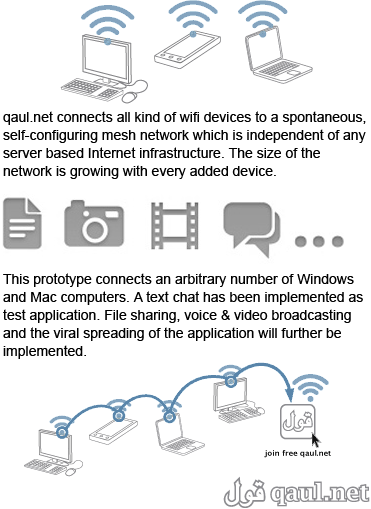 qaul.net connects all kind of wifi devices to a spontaneous,
self-configuring mesh network which is independent of any
server based Internet infrastructure. The size of the
network is growing with every added device.
This prototype connects an arbitrary number of Windows
and Mac computers. A text chat has been implemented as
test application. File sharing, voice & video broadcasting
and the viral spreading of the application will further be
implemented.
قول
join free qaul.net
قول qaul.net